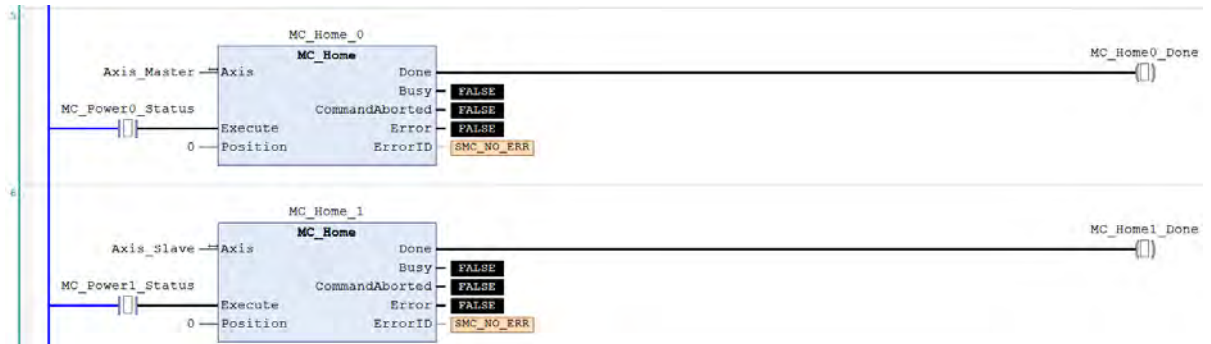 5
MC_Home_0
MC_Home
MC_Home0_Done
Axis_Master Axis Done
Busy FALSE
MC_Power0_Status CommandAborted FALSE
Execute Error FALSE
0 Position ErrorID SMC_NO_ERR
6
MC_Home_1
MC_Home
MC_Home1_Done
Axis_Slave Axis Done
Busy FALSE
MC_Power1_Status CommandAborted FALSE
Execute Error FALSE
0 Position ErrorID SMC_NO_ERR